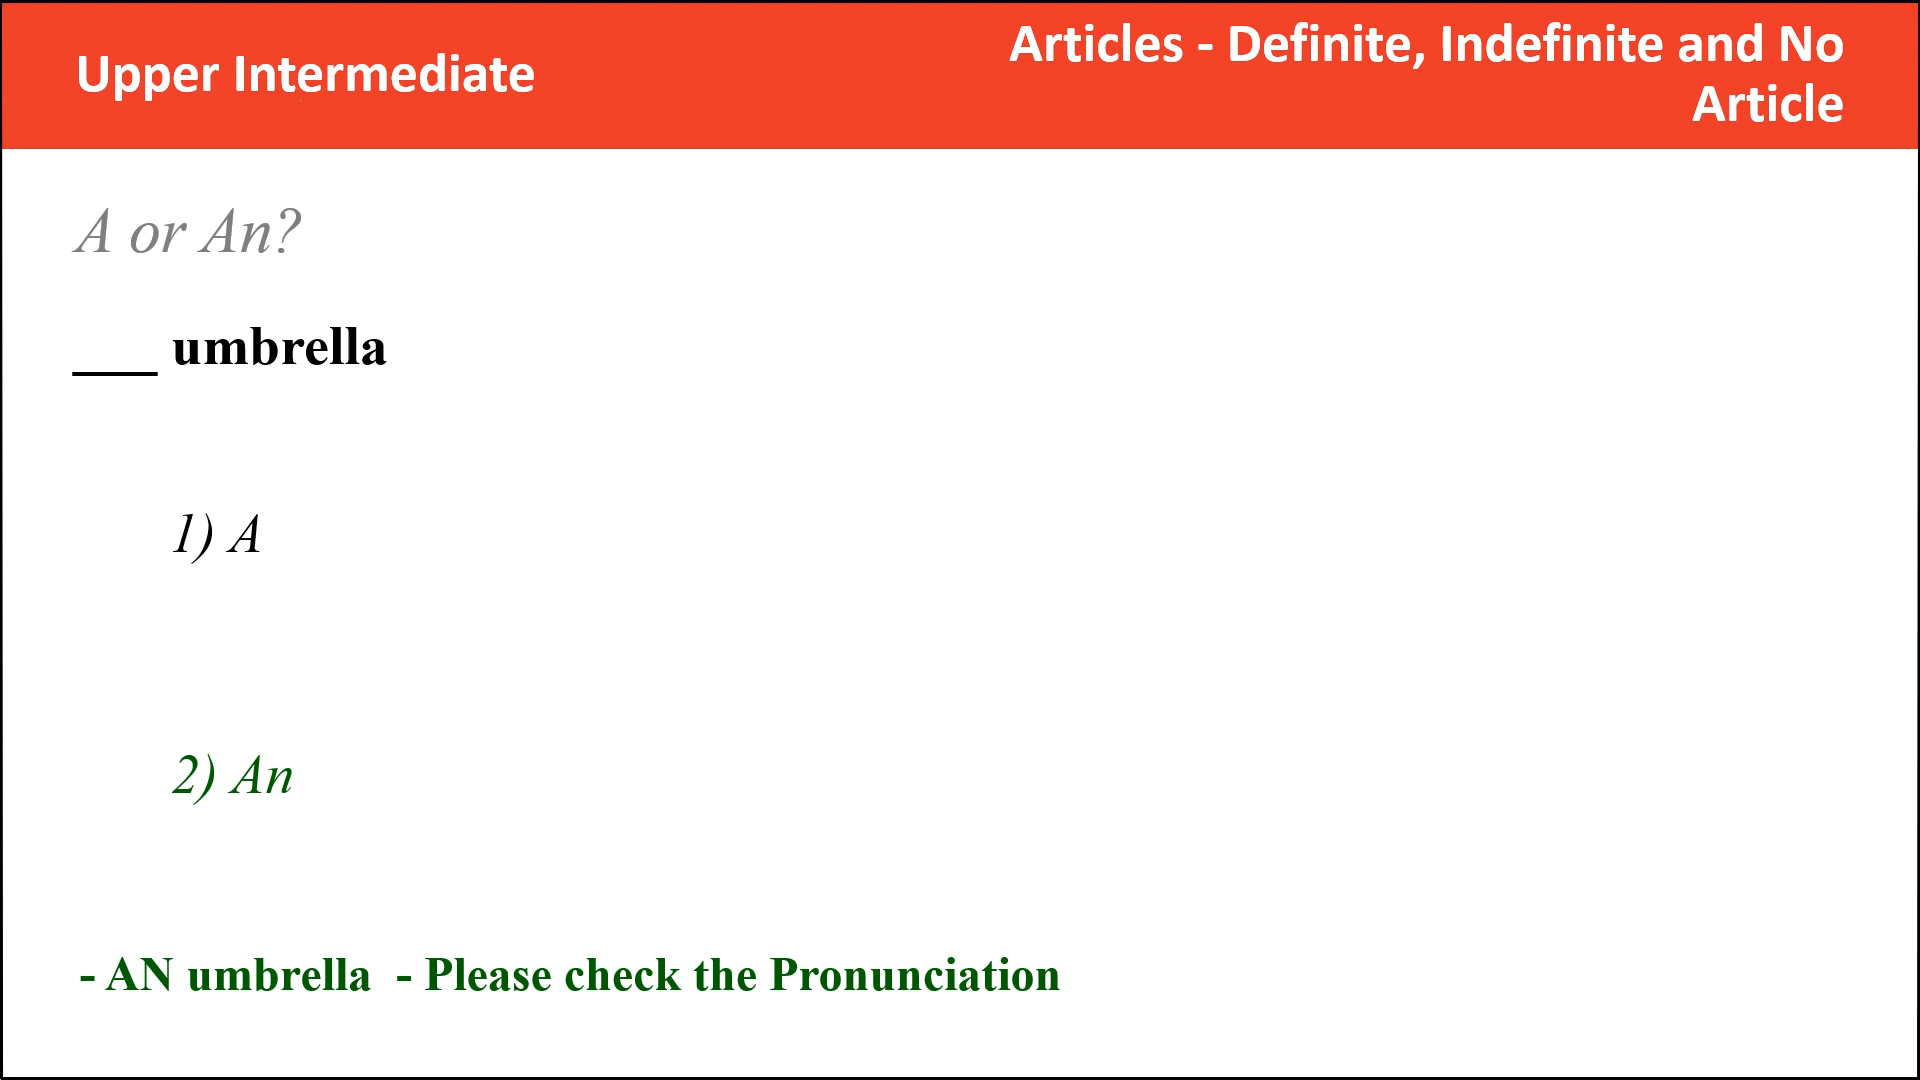 Upper Intermediate
Articles - Definite, Indefinite and No
Article
A or An?
___ umbrella
1) A
2) An
- AN umbrella  - Please check the Pronunciation